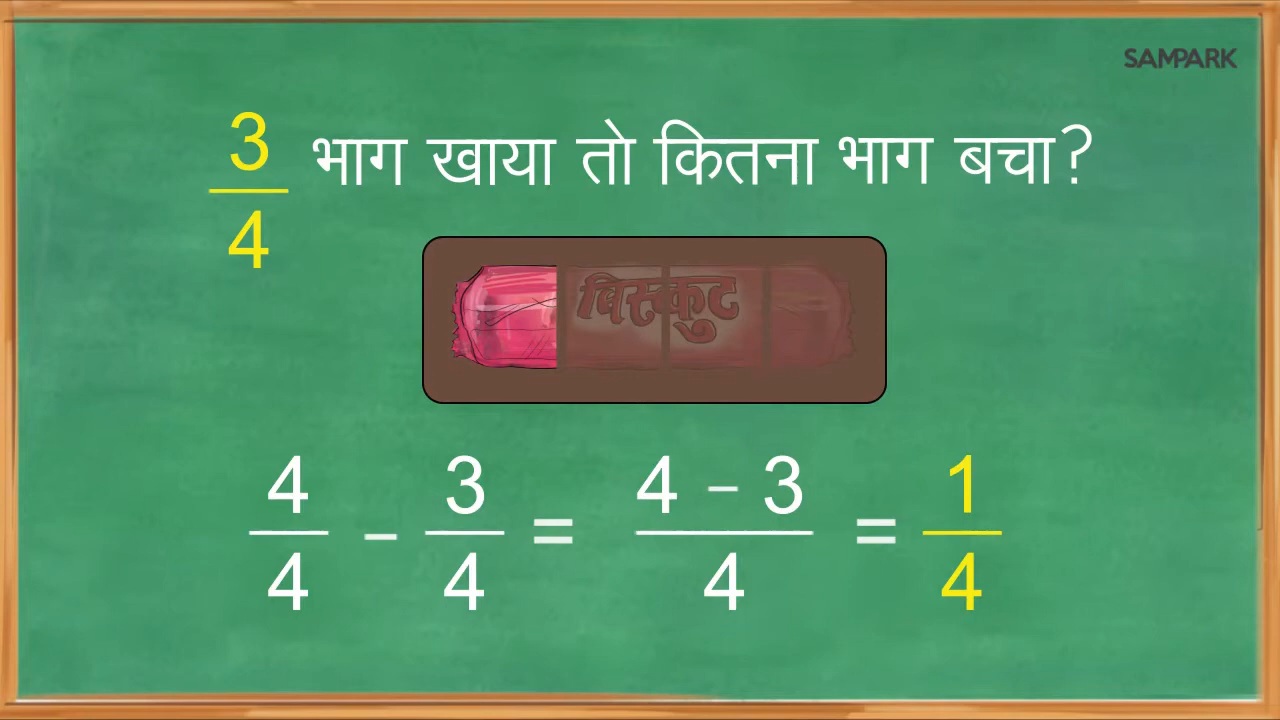 SAMPARK
3/4 भाग खाया तो कितना भाग बचा?
बिस्कुट
4/4 – 3/4 = (4 – 3)/4 = 1/4